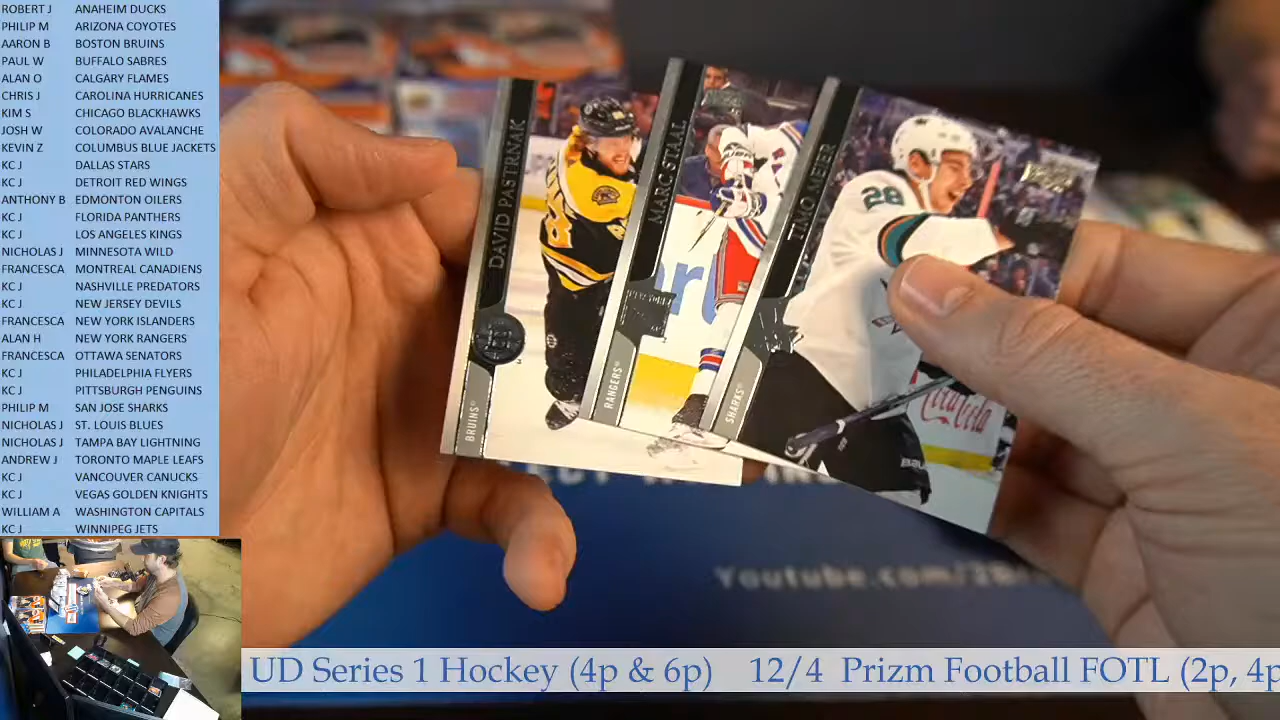 ROBERT J ANAHEIM DUCKS
PHILIP M ARIZONA COYOTES
AARON B BOSTON BRUINS
PAUL W BUFFALO SABRES
ALAN O CALGARY FLAMES
CHRIS J CAROLINA HURRICANES
KIM S CHICAGO BLACKHAWKS
JOSH W COLORADO AVALANCHE
KEVIN Z COLUMBUS BLUE JACKETS
KC J DALLAS STARS
KC J DETROIT RED WINGS
ANTHONY B EDMONTON OILERS
KC J FLORIDA PANTHERS
KC J LOS ANGELES KINGS
NICHOLAS J MINNESOTA WILD
FRANCESCA MONTREAL CANADIENS
KC J NASHVILLE PREDATORS
KC J NEW JERSEY DEVILS
FRANCESCA NEW YORK ISLANDERS
ALAN H NEW YORK RANGERS
FRANCESCA OTTAWA SENATORS
KC J PHILADELPHIA FLYERS
KC J PITTSBURGH PENGUINS
PHILIP M SAN JOSE SHARKS
NICHOLAS J ST. LOUIS BLUES
NICHOLAS J TAMPA BAY LIGHTNING
ANDREW J TORONTO MAPLE LEAFS
KC J VANCOUVER CANUCKS
KC J VEGAS GOLDEN KNIGHTS
WILLIAM A WASHINGTON CAPITALS
KC J WINNIPEG JETS
DAVID PASTRNAK
BRUINS
MARC STAAL
NEW YORK
RANGERS
TIMO MEIER
SHARKS
28
Coca Cola
Youtube.com/
UD Series 1 Hockey (4p & 6p) 12/4 Prizm Football FOTL (2p, 4p